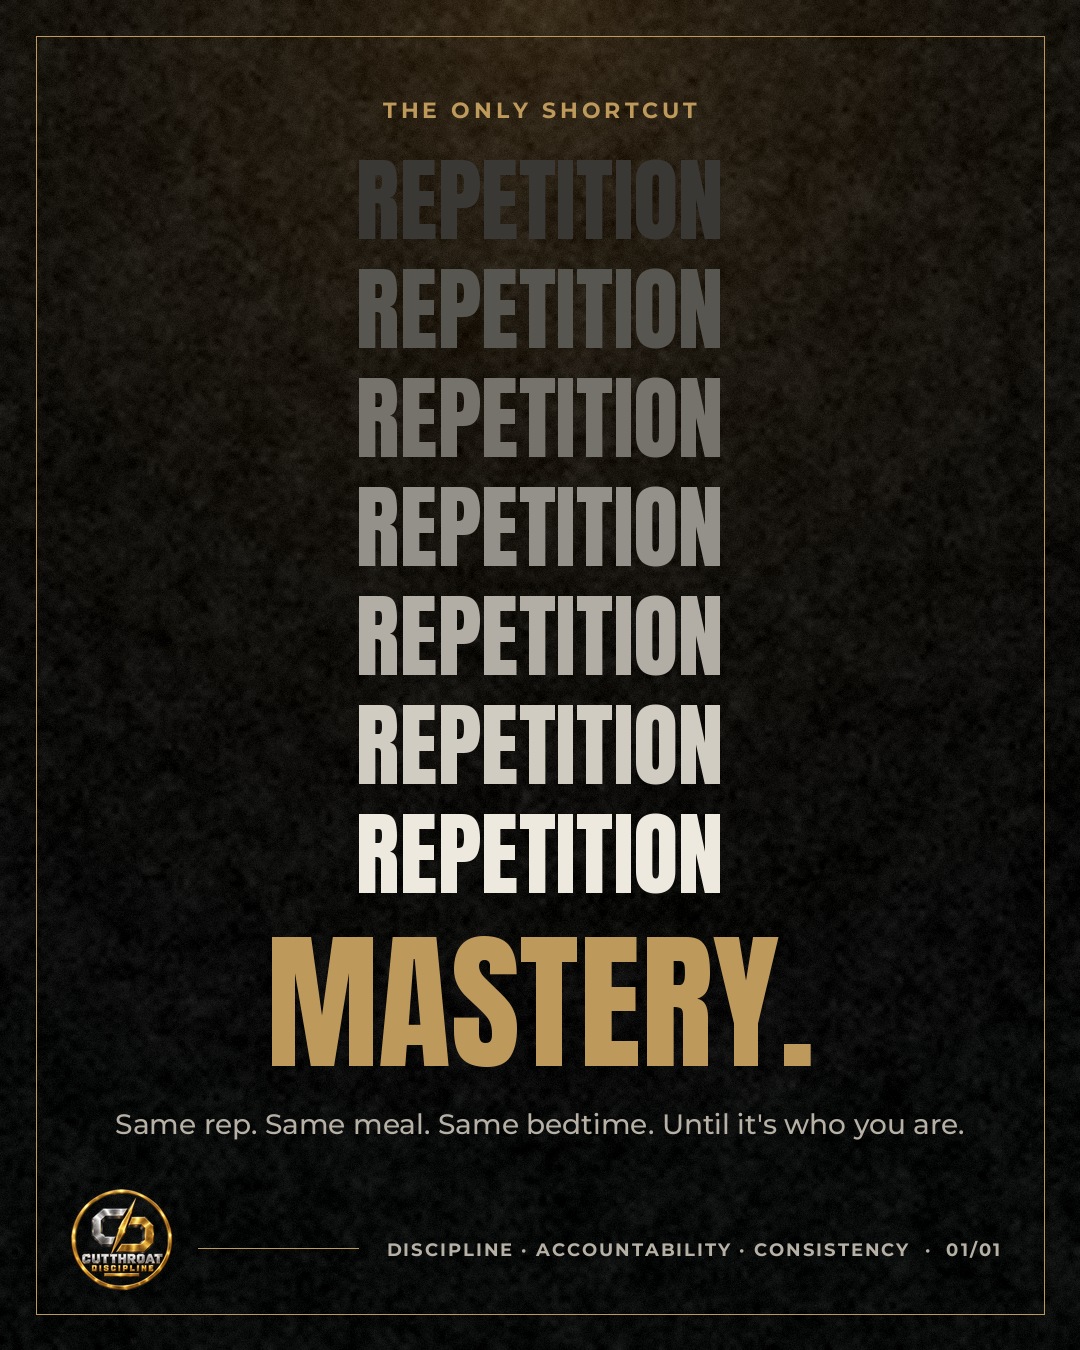 THE ONLY SHORTCUT
REPETITION
REPETITION
REPETITION
REPETITION
REPETITION
REPETITION
REPETITION
MASTERY.
Same rep. Same meal. Same bedtime. Until it's who you are.
CUTTHROAT
DISCIPLINE
DISCIPLINE · ACCOUNTABILITY · CONSISTENCY · 01/01